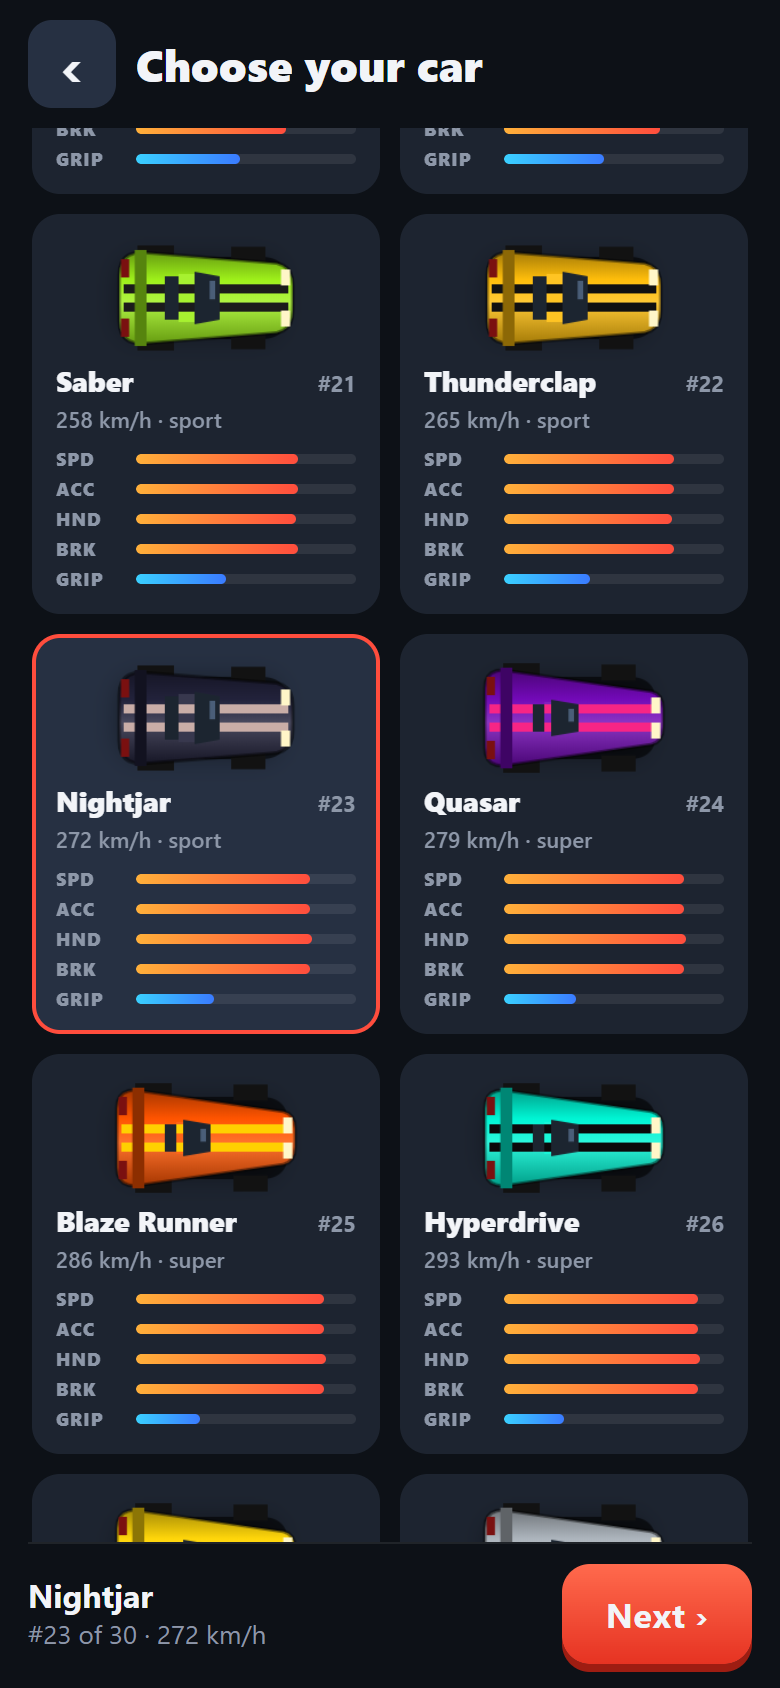 ‹ Choose your car
BRK BRK
GRIP GRIP
Saber #21 Thunderclap #22
258 km/h · sport 265 km/h · sport
SPD SPD
ACC ACC
HND HND
BRK BRK
GRIP GRIP
Nightjar #23 Quasar #24
272 km/h · sport 279 km/h · super
SPD SPD
ACC ACC
HND HND
BRK BRK
GRIP GRIP
Blaze Runner #25 Hyperdrive #26
286 km/h · super 293 km/h · super
SPD SPD
ACC ACC
HND HND
BRK BRK
GRIP GRIP
Nightjar
#23 of 30 · 272 km/h
Next ›